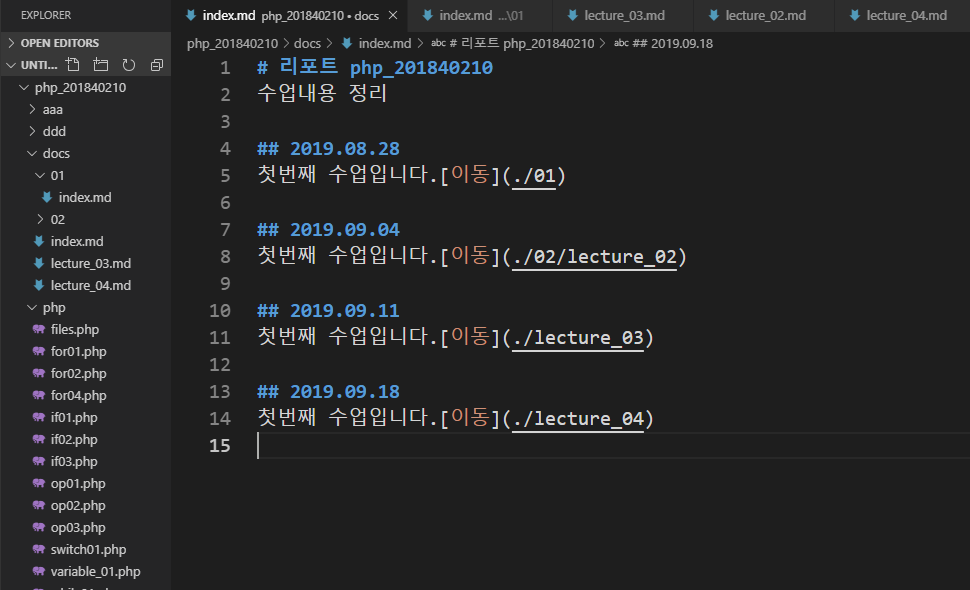 EXPLORER
OPEN EDITORS
UNTI...
php_201840210
aaa
ddd
docs
01
index.md
02
index.md
lecture_03.md
lecture_04.md
php
files.php
for01.php
for02.php
for04.php
if01.php
if02.php
if03.php
op01.php
op02.php
op03.php
switch01.php
variable_01.php
index.md php_201840210 • docs
index.md ...\01
lecture_03.md
lecture_02.md
lecture_04.md
php_201840210 > docs > index.md > abc # 리포트 php_201840210 > abc ## 2019.09.18
1 # 리포트 php_201840210
2 수업내용 정리
3
4 ## 2019.08.28
5 첫번째 수업입니다.[이동](./01)
6
7 ## 2019.09.04
8 첫번째 수업입니다.[이동](./02/lecture_02)
9
10 ## 2019.09.11
11 첫번째 수업입니다.[이동](./lecture_03)
12
13 ## 2019.09.18
14 첫번째 수업입니다.[이동](./lecture_04)
15